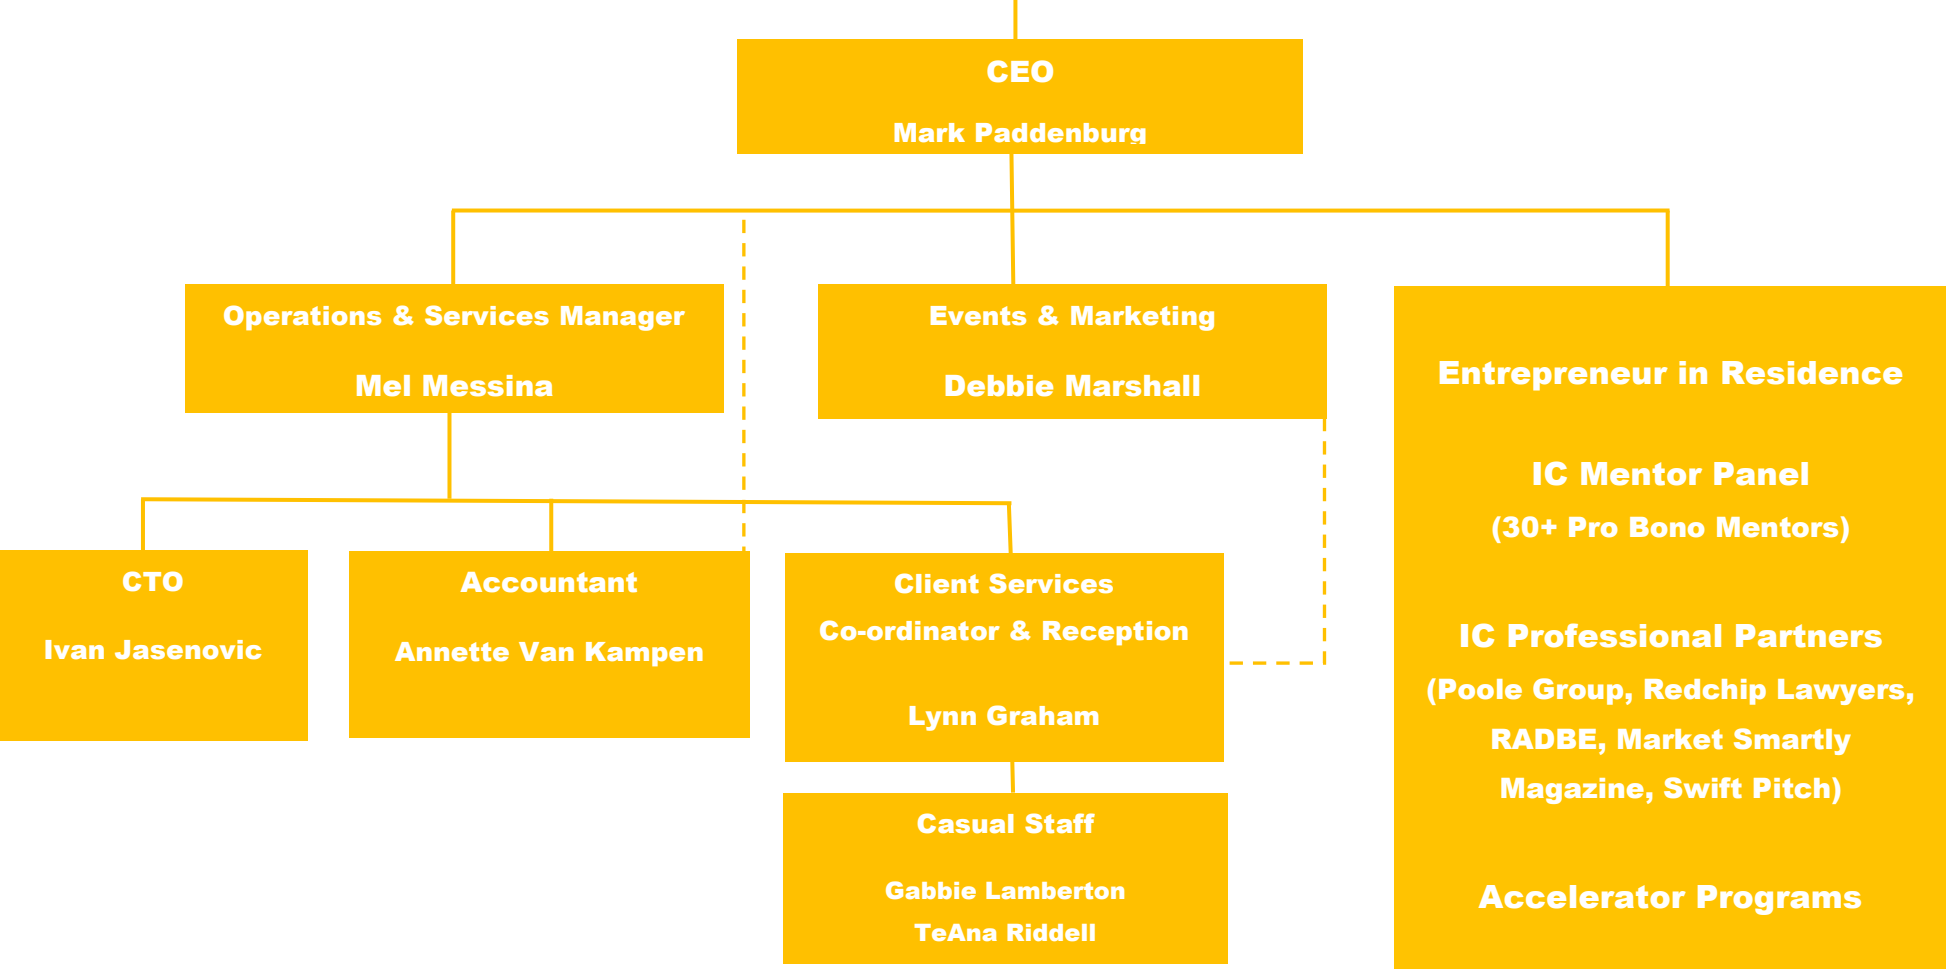 CEO
Mark Paddenburg
Operations & Services Manager
Mel Messina
Events & Marketing
Debbie Marshall
Entrepreneur in Residence
IC Mentor Panel
(30+ Pro Bono Mentors)
IC Professional Partners
(Poole Group, Redchip Lawyers,
RADBE, Market Smartly
Magazine, Swift Pitch)
Accelerator Programs
CTO
Ivan Jasenovic
Accountant
Annette Van Kampen
Client Services
Co-ordinator & Reception
Lynn Graham
Casual Staff
Gabbie Lamberton
TeAna Riddell